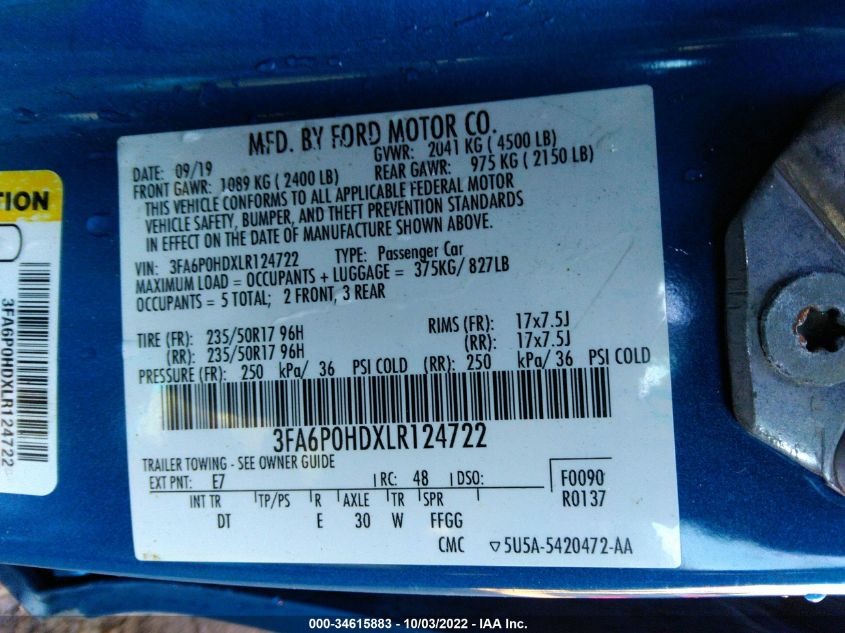 MFD. BY FORD MOTOR CO.
DATE: 09/19 GVWR: 2041 KG ( 4500 LB)
FRONT GAWR: 1089 KG ( 2400 LB) REAR GAWR: 975 KG ( 2150 LB)
THIS VEHICLE CONFORMS TO ALL APPLICABLE FEDERAL MOTOR
VEHICLE SAFETY, BUMPER, AND THEFT PREVENTION STANDARDS
IN EFFECT ON THE DATE OF MANUFACTURE SHOWN ABOVE.
VIN: 3FA6P0HDXLR124722 TYPE: Passenger Car
MAXIMUM LOAD = OCCUPANTS + LUGGAGE = 375KG/ 827LB
OCCUPANTS = 5 TOTAL; 2 FRONT, 3 REAR
TIRE (FR): 235/50R17 96H RIMS (FR): 17x7.5J
(RR): 235/50R17 96H (RR): 17x7.5J
PRESSURE (FR): 250 kPa/ 36 PSI COLD (RR): 250 kPa/ 36 PSI COLD
3FA6P0HDXLR124722
TRAILER TOWING - SEE OWNER GUIDE
EXT PNT: E7 RC: 48 DSO: F0090
INT TR TP/PS R AXLE TR SPR R0137
DT E 30 W FFGG
CMC ▽5U5A-5420472-AA
TION
3FA6P0HDXLR124722
000-34615883 - 10/03/2022 - IAA Inc.